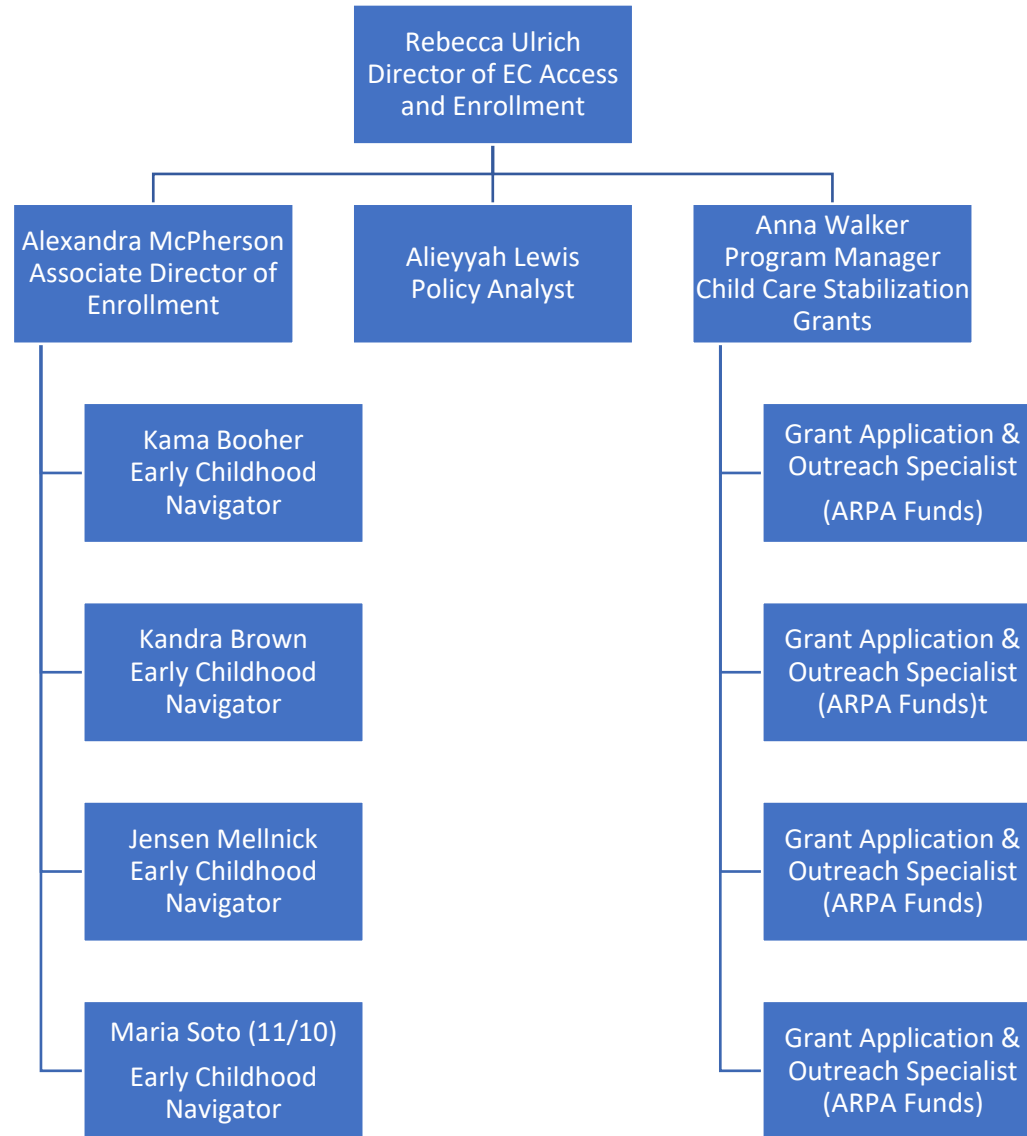 Rebecca Ulrich
Director of EC Access
and Enrollment
Alexandra McPherson
Associate Director of
Enrollment
Alieyyah Lewis
Policy Analyst
Anna Walker
Program Manager
Child Care Stabilization
Grants
Kama Booher
Early Childhood
Navigator
Kandra Brown
Early Childhood
Navigator
Jensen Mellnick
Early Childhood
Navigator
Maria Soto (11/10)
Early Childhood
Navigator
Grant Application &
Outreach Specialist
(ARPA Funds)
Grant Application &
Outreach Specialist
(ARPA Funds)t
Grant Application &
Outreach Specialist
(ARPA Funds)
Grant Application &
Outreach Specialist
(ARPA Funds)